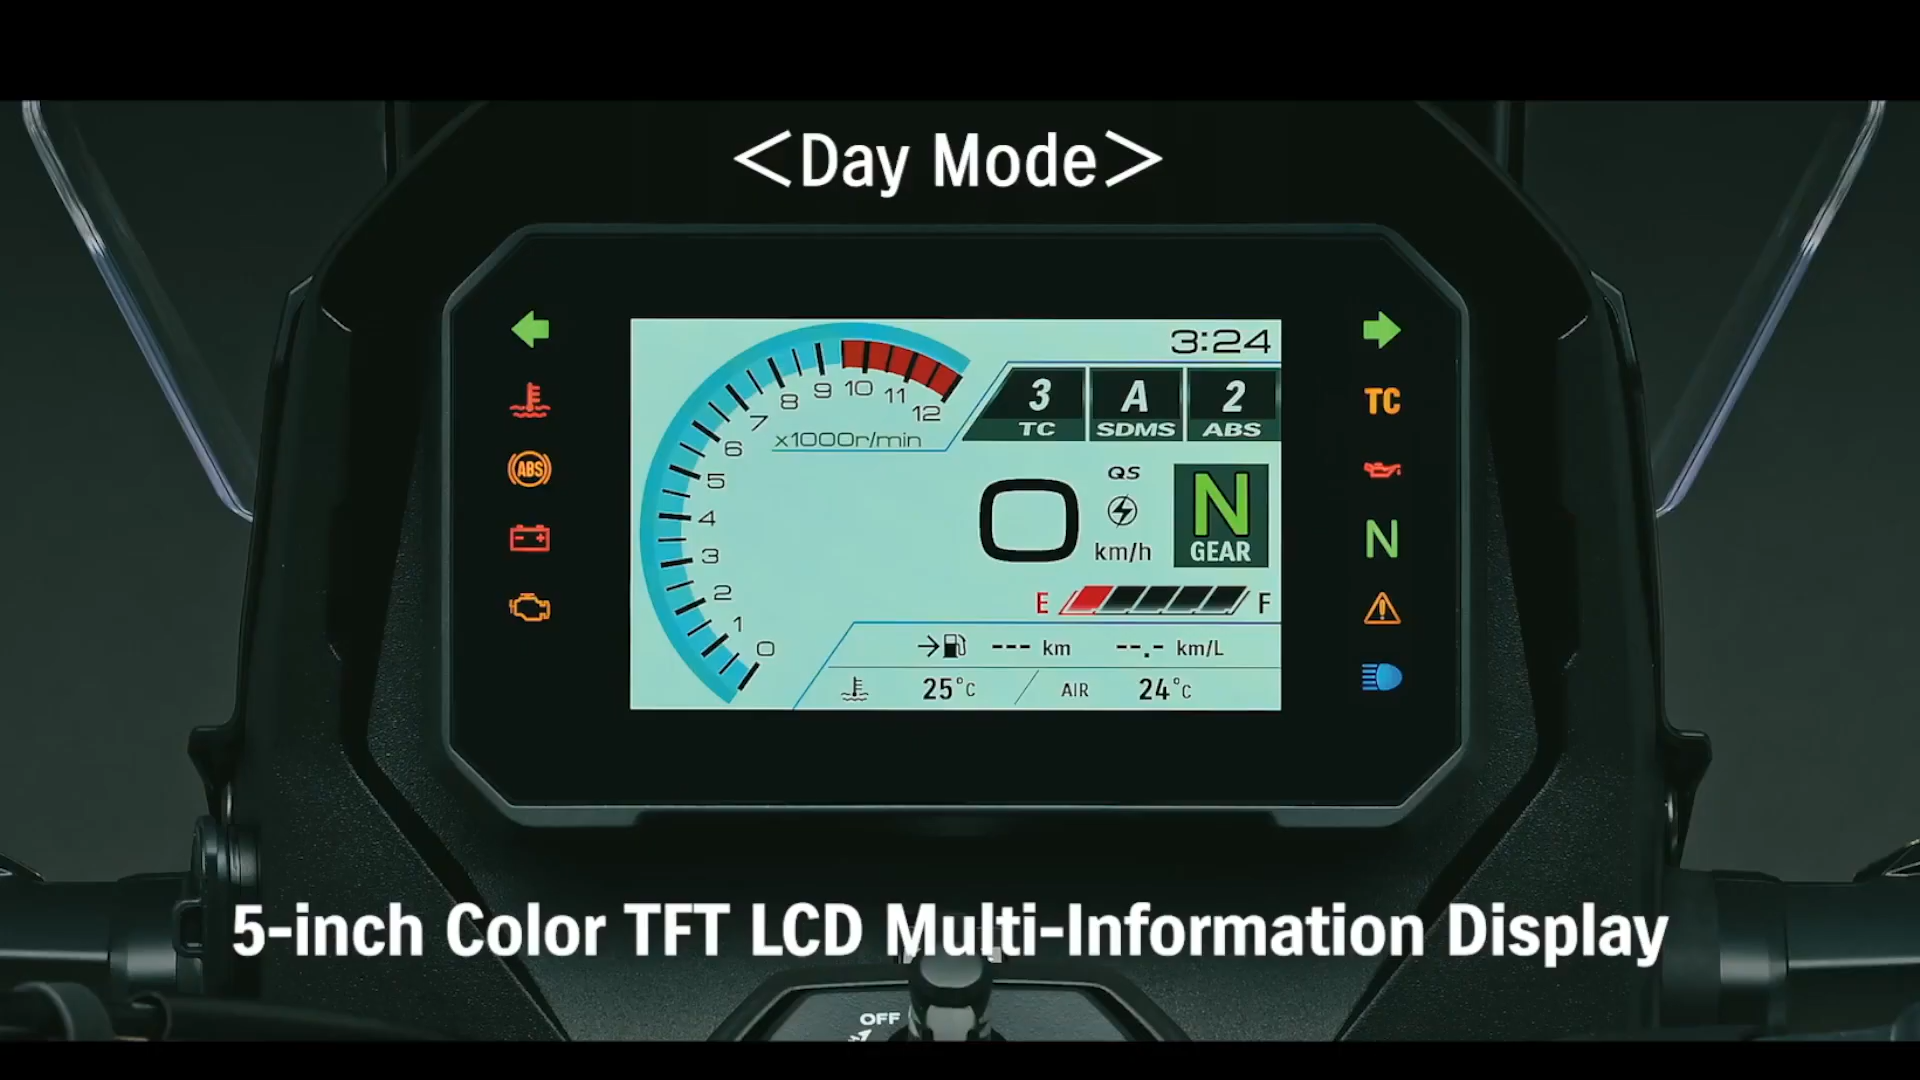 <Day Mode>
3:24
3 A 2
TC SDMS ABS
TC
0 1 2 3 4 5 6 7 8 9 10 11 12
x1000r/min
ABS
QS
0
km/h
N
GEAR
N
E F
--- km --.- km/L
25°C AIR 24°C
5-inch Color TFT LCD Multi-Information Display
OFF